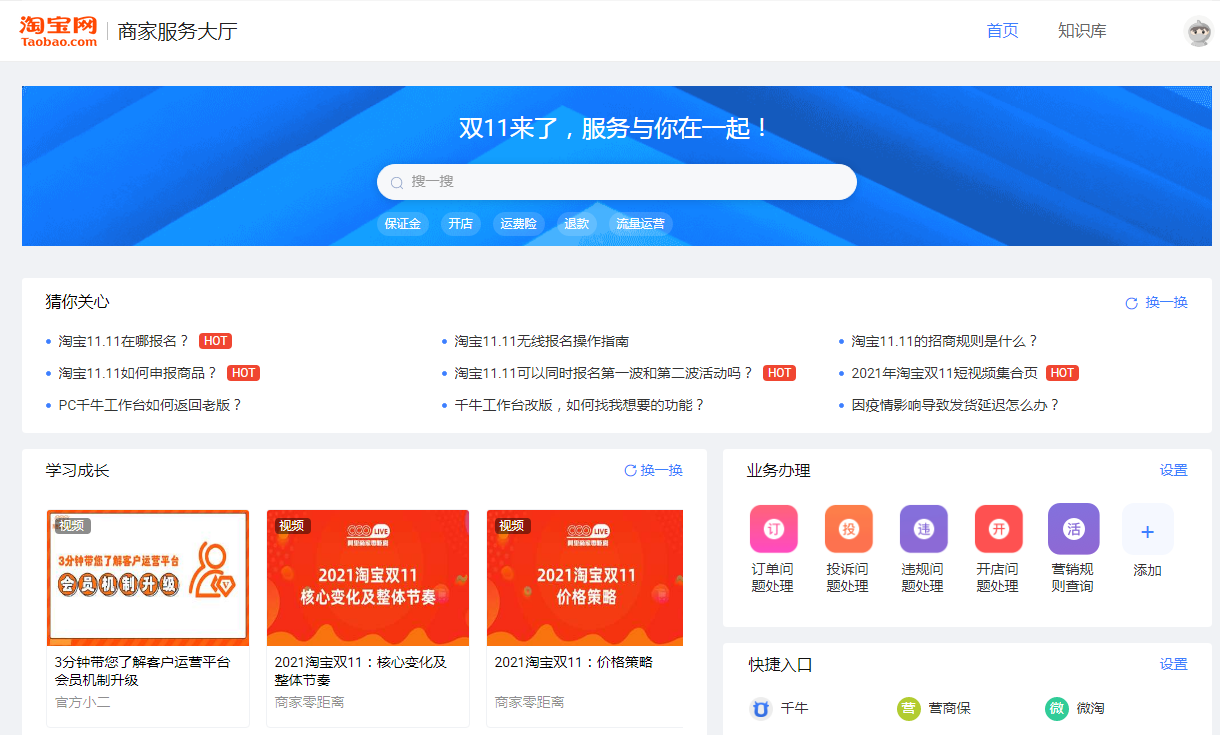 淘宝网
Taobao.com
商家服务大厅
首页
知识库
双11来了，服务与你在一起！
搜一搜
保证金
开店
运费险
退款
流量运营
猜你关心
换一换
淘宝11.11在哪报名？ HOT
淘宝11.11无线报名操作指南
淘宝11.11的招商规则是什么？
淘宝11.11如何申报商品？ HOT
淘宝11.11可以同时报名第一波和第二波活动吗？ HOT
2021年淘宝双11短视频集合页 HOT
PC千牛工作台如何返回老版？
千牛工作台改版，如何找我想要的功能？
因疫情影响导致发货延迟怎么办？
学习成长
换一换
视频
3分钟带您了解客户运营平台
会员机制升级
V
3分钟带您了解客户运营平台
会员机制升级
官方小二
视频
LIVE
阿里商家零距离
2021淘宝双11
核心变化及整体节奏
2021淘宝双11：核心变化及
整体节奏
商家零距离
视频
LIVE
阿里商家零距离
2021淘宝双11
价格策略
2021淘宝双11：价格策略
商家零距离
业务办理
设置
订
投
违
开
活
+
订单问
题处理
投诉问
题处理
违规问
题处理
开店问
题处理
营销规
则查询
添加
快捷入口
设置
千牛
营
营商保
微
微淘